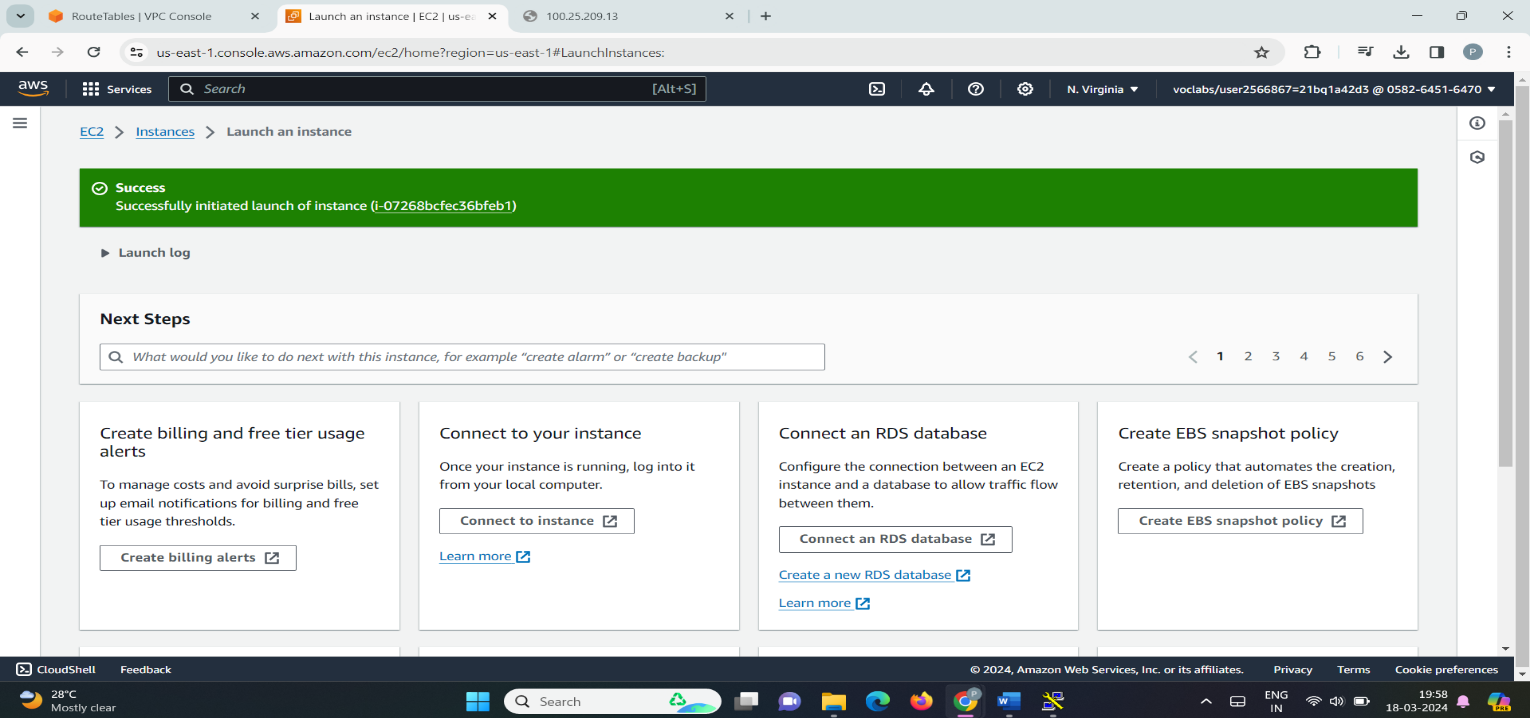 RouteTables | VPC Console
Launch an instance | EC2 | us-ea
100.25.209.13
us-east-1.console.aws.amazon.com/ec2/home?region=us-east-1#LaunchInstances:
P
aws
Services
Search
[Alt+S]
N. Virginia
voclabs/user2566867=21bq1a42d3 @ 0582-6451-6470
EC2
Instances
Launch an instance
Success
Successfully initiated launch of instance (i-07268bcfec36bfeb1)
Launch log
Next Steps
What would you like to do next with this instance, for example “create alarm” or “create backup"
1 2 3 4 5 6
Create billing and free tier usage
alerts
To manage costs and avoid surprise bills, set
up email notifications for billing and free
tier usage thresholds.
Create billing alerts
Connect to your instance
Once your instance is running, log into it
from your local computer.
Connect to instance
Learn more
Connect an RDS database
Configure the connection between an EC2
instance and a database to allow traffic flow
between them.
Connect an RDS database
Create a new RDS database
Learn more
Create EBS snapshot policy
Create a policy that automates the creation,
retention, and deletion of EBS snapshots
Create EBS snapshot policy
CloudShell
Feedback
© 2024, Amazon Web Services, Inc. or its affiliates.
Privacy
Terms
Cookie preferences
28°C
Mostly clear
Search
P
W
ENG
IN
19:58
18-03-2024
PRE